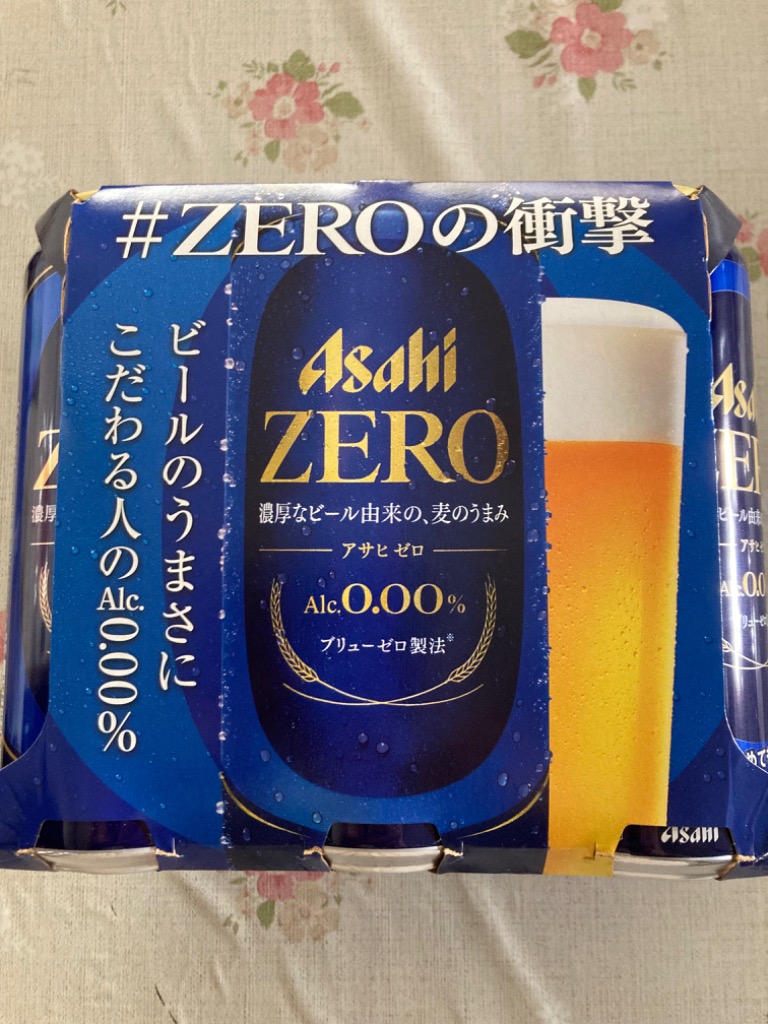 #ZEROの衝撃
ビールのうまさに
こだわる人のAlc.0.00%
Asahi
ZERO
濃厚なビール由来の、麦のうまみ
アサヒ ゼロ
Alc.0.00%
ブリューゼロ製法※
Asahi